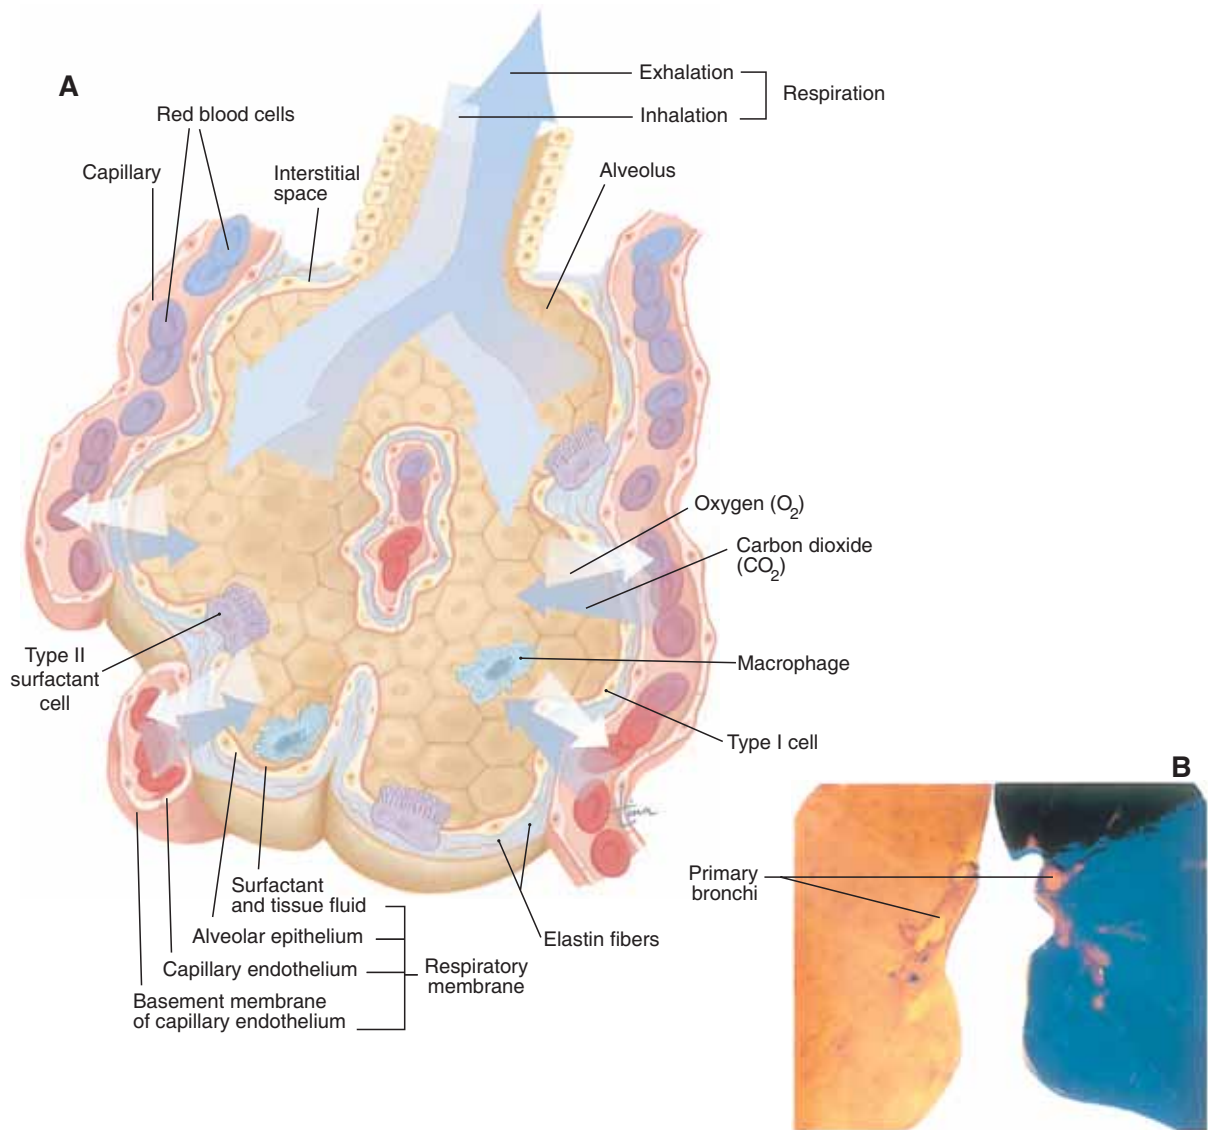 A
Exhalation
Inhalation
Respiration
Red blood cells
Capillary
Interstitial
space
Alveolus
Oxygen (O2)
Carbon dioxide
(CO2)
Type II
surfactant
cell
Macrophage
Type I cell
B
Primary
bronchi
Surfactant
and tissue fluid
Alveolar epithelium
Capillary endothelium
Basement membrane
of capillary endothelium
Respiratory
membrane
Elastin fibers